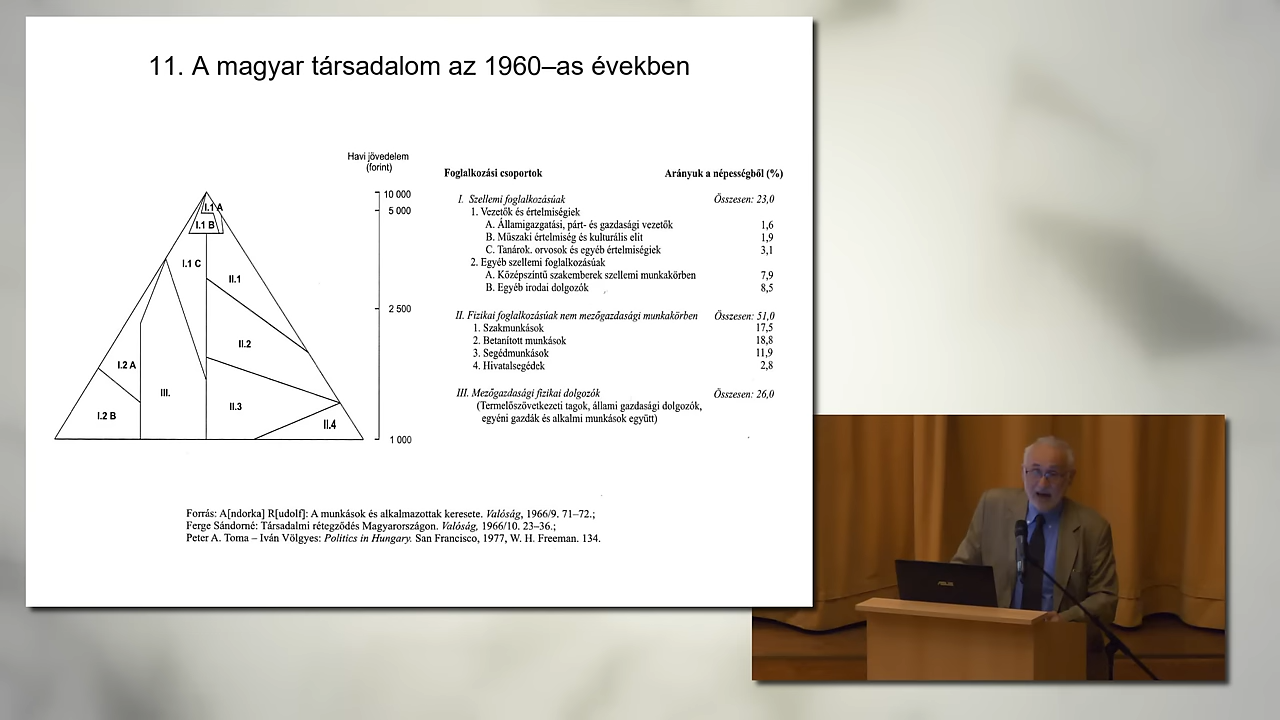 11. A magyar társadalom az 1960–as években
Havi jövedelem
(forint)
10 000
5 000
2 500
1 000
I.1 A
I.1 B
I.1 C
II.1
II.2
I.2 A
III.
I.2 B
II.3
II.4
Foglalkozási csoportok Arányuk a népességből (%)
I. Szellemi foglalkozásúak Összesen: 23,0
1. Vezetők és értelmiségiek
A. Államigazgatási, párt- és gazdasági vezetők 1,6
B. Műszaki értelmiség és kulturális elit 1,9
C. Tanárok. orvosok és egyéb értelmiségiek 3,1
2. Egyéb szellemi foglalkozásúak
A. Középszintű szakemberek szellemi munkakörben 7,9
B. Egyéb irodai dolgozók 8,5
II. Fizikai foglalkozásúak nem mezőgazdasági munkakörben Összesen: 51,0
1. Szakmunkások 17,5
2. Betanított munkások 18,8
3. Segédmunkások 11,9
4. Hivatalsegédek 2,8
III. Mezőgazdasági fizikai dolgozók Összesen: 26,0
(Termelőszövetkezeti tagok, állami gazdasági dolgozók,
egyéni gazdák és alkalmi munkások együtt)
Forrás: A[ndorka] R[udolf]: A munkások és alkalmazottak keresete. Valóság, 1966/9. 71–72.;
Ferge Sándorné: Társadalmi rétegződés Magyarországon. Valóság, 1966/10. 23–36.;
Peter A. Toma – Iván Völgyes: Politics in Hungary. San Francisco, 1977, W. H. Freeman. 134.
ASUS